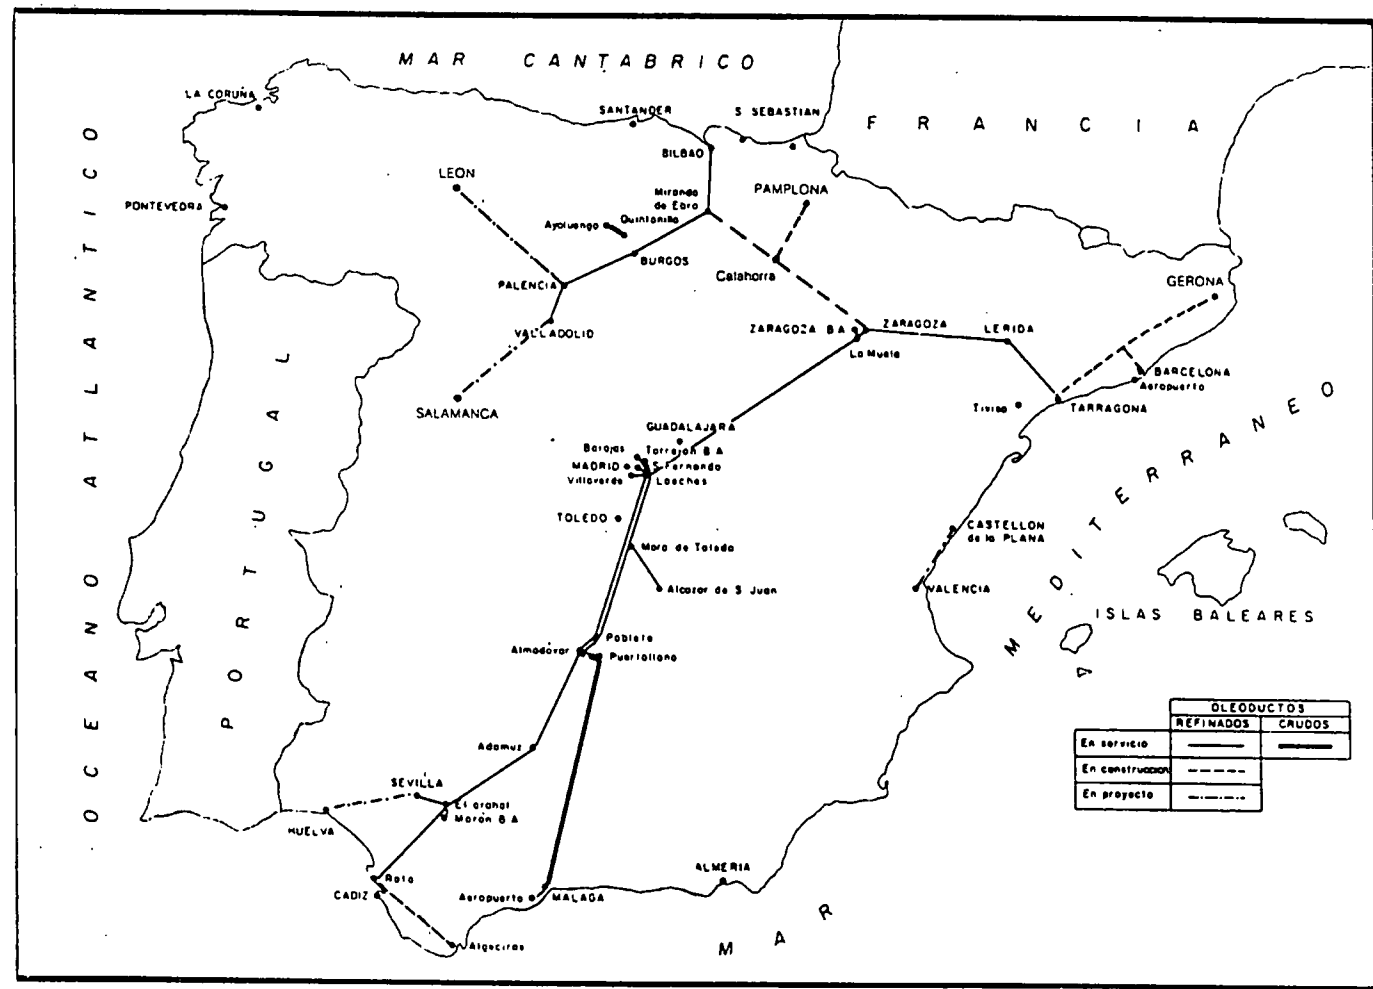 MAR CANTABRICO
LA CORUÑA
SANTANDER
S SEBASTIAN
FRANCIA
BILBAO
LEON
PAMPLONA
PONTEVEDRA
Miranda
de Ebro
Ayoluengo
Quintanilla
BURGOS
Calahorra
PALENCIA
GERONA
VALLADOLID
ZARAGOZA B A
ZARAGOZA
LERIDA
La Muela
BARCELONA
Aeropuerto
SALAMANCA
Tivisa
TARRAGONA
GUADALAJARA
Barajas
Torrejon B A
MADRID
S Fernando
Villaverde
Loeches
TOLEDO
CASTELLON
de la PLANA
Mora de Toledo
Alcazar de S Juan
VALENCIA
ISLAS BALEARES
Poblete
Almodovar
Puertollano
Adamuz
SEVILLA
El arahal
Morón B A
HUELVA
Rota
CADIZ
Aeropuerto
MALAGA
ALMERIA
Algeciras
OCEANO ATLANTICO
PORTUGAL
MAR MEDITERRANEO
OLEODUCTOS
REFINADOS CRUDOS
En servicio
En construccion
En proyecto